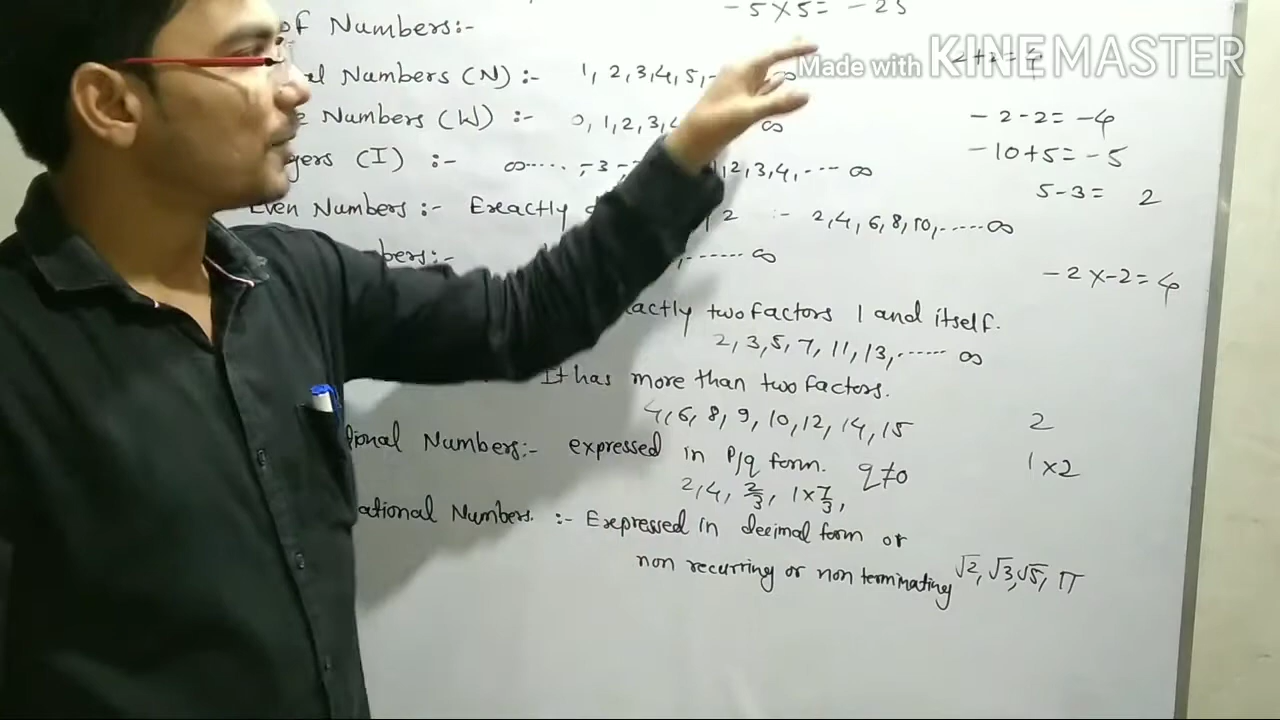 -5×5= -25
of Numbers:-
Numbers (N) :- 1, 2, 3, 4, 5, ∞
2+2=4
Made with KINEMASTER
Numbers (W) :- 0, 1, 2, 3, ∞
-2-2=-4
(I) :- ∞....., -3 1, 2, 3, 4, .... ∞
-10+5=-5
5-3= 2
Even Numbers :- Exactly 2 :- 2, 4, 6, 8, 10, ..... ∞
...... ∞
-2×-2=4
two factors 1 and itself.
2, 3, 5, 7, 11, 13, ...... ∞
It has more than two factors.
4, 6, 8, 9, 10, 12, 14, 15
2
Numbers:- expressed in P/q form. q≠0
1×2
2, 4, 2/3, 1×7/3,
Numbers. :- Expressed in decimal form or
non recurring or non terminating √2, √3, √5, π